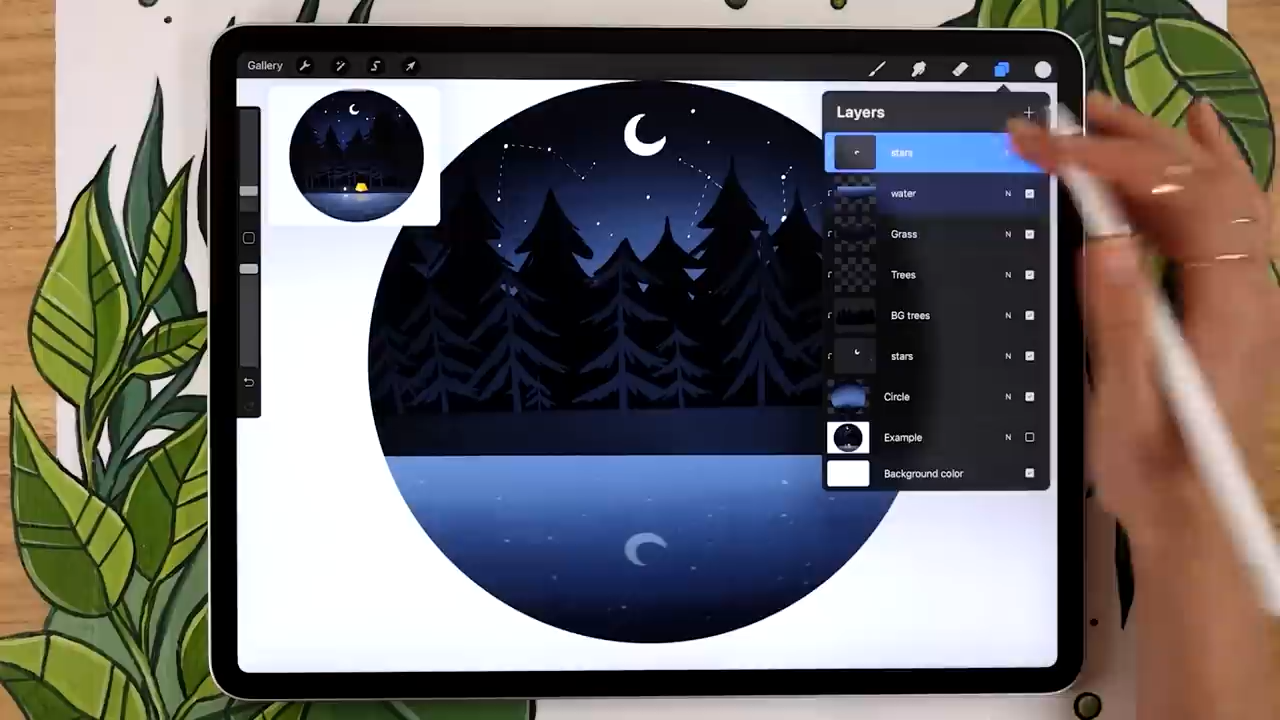 Gallery
Layers
stars
water N
Grass N
Trees N
BG trees N
stars N
Circle N
Example N
Background color